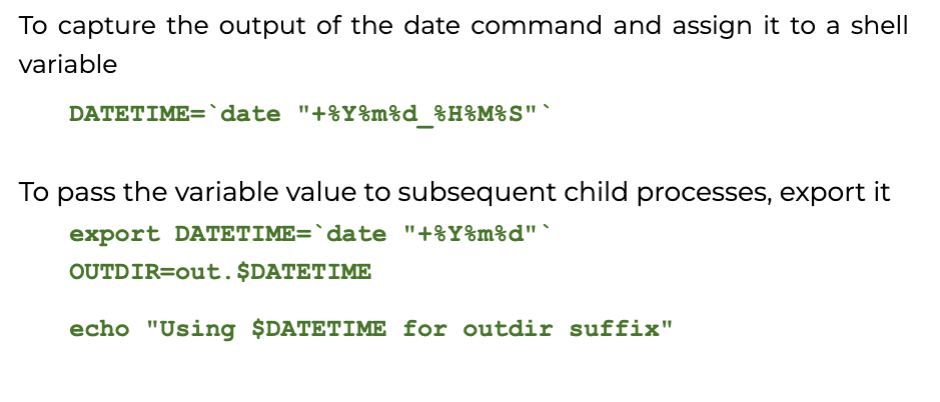 To capture the output of the date command and assign it to a shell
variable
DATETIME=`date "+%Y%m%d_%H%M%S"`
To pass the variable value to subsequent child processes, export it
export DATETIME=`date "+%Y%m%d"`
OUTDIR=out.$DATETIME
echo "Using $DATETIME for outdir suffix"